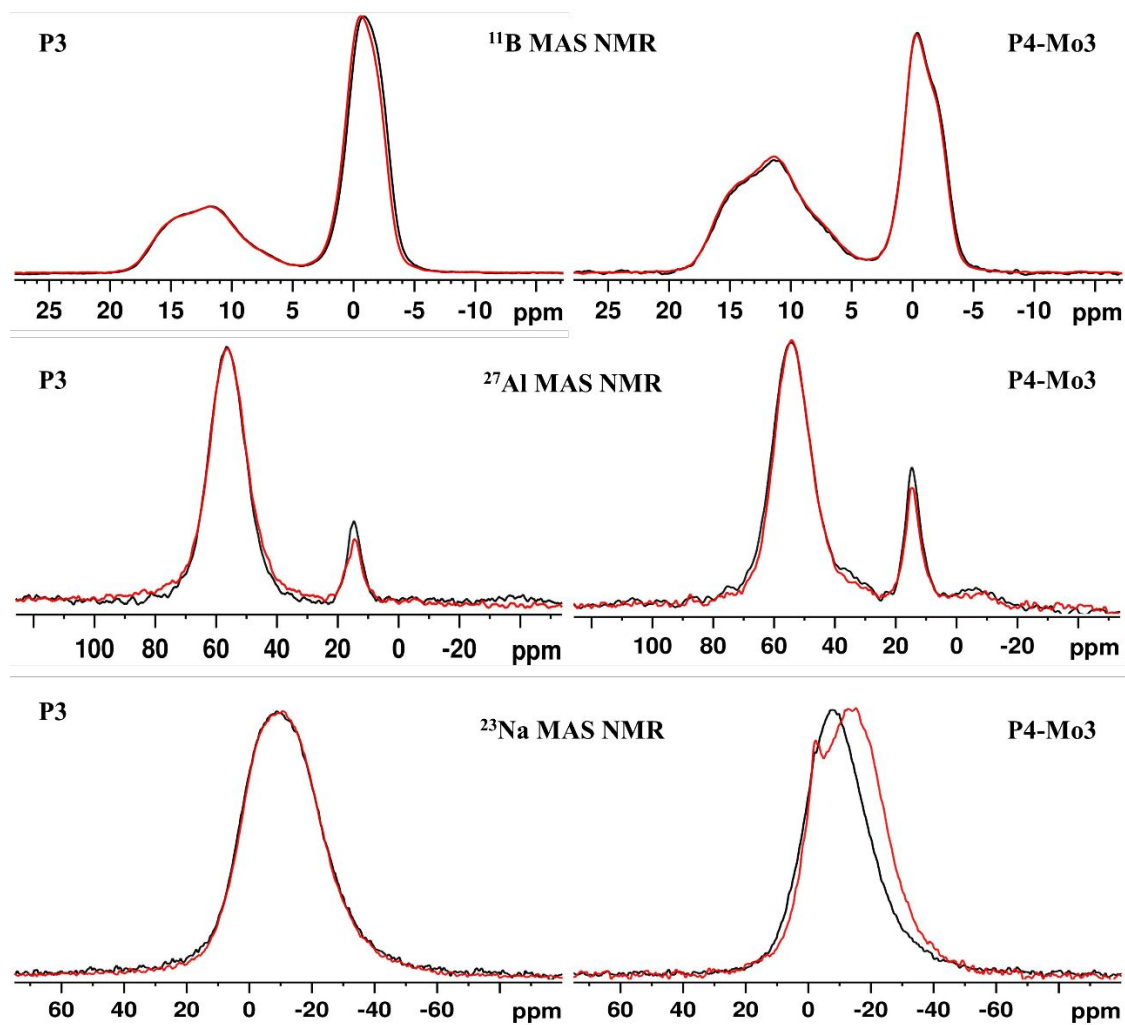 P3 ¹¹B MAS NMR P4-Mo3
25 20 15 10 5 0 -5 -10 ppm 25 20 15 10 5 0 -5 -10 ppm
P3 ²⁷Al MAS NMR P4-Mo3
100 80 60 40 20 0 -20 ppm 100 80 60 40 20 0 -20 ppm
P3 ²³Na MAS NMR P4-Mo3
60 40 20 0 -20 -40 -60 ppm 60 40 20 0 -20 -40 -60 ppm